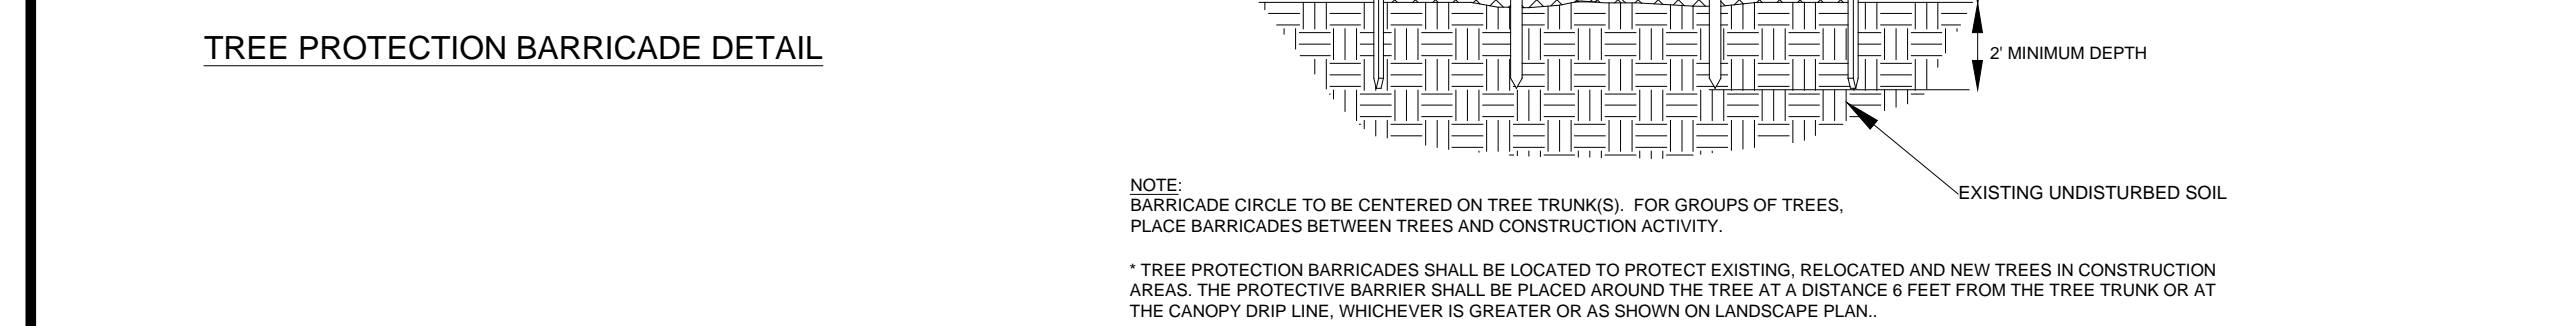 TREE PROTECTION BARRICADE DETAIL
2' MINIMUM DEPTH
EXISTING UNDISTURBED SOIL
NOTE:
BARRICADE CIRCLE TO BE CENTERED ON TREE TRUNK(S).  FOR GROUPS OF TREES,
PLACE BARRICADES BETWEEN TREES AND CONSTRUCTION ACTIVITY.
* TREE PROTECTION BARRICADES SHALL BE LOCATED TO PROTECT EXISTING, RELOCATED AND NEW TREES IN CONSTRUCTION
AREAS. THE PROTECTIVE BARRIER SHALL BE PLACED AROUND THE TREE AT A DISTANCE 6 FEET FROM THE TREE TRUNK OR AT
THE CANOPY DRIP LINE, WHICHEVER IS GREATER OR AS SHOWN ON LANDSCAPE PLAN..